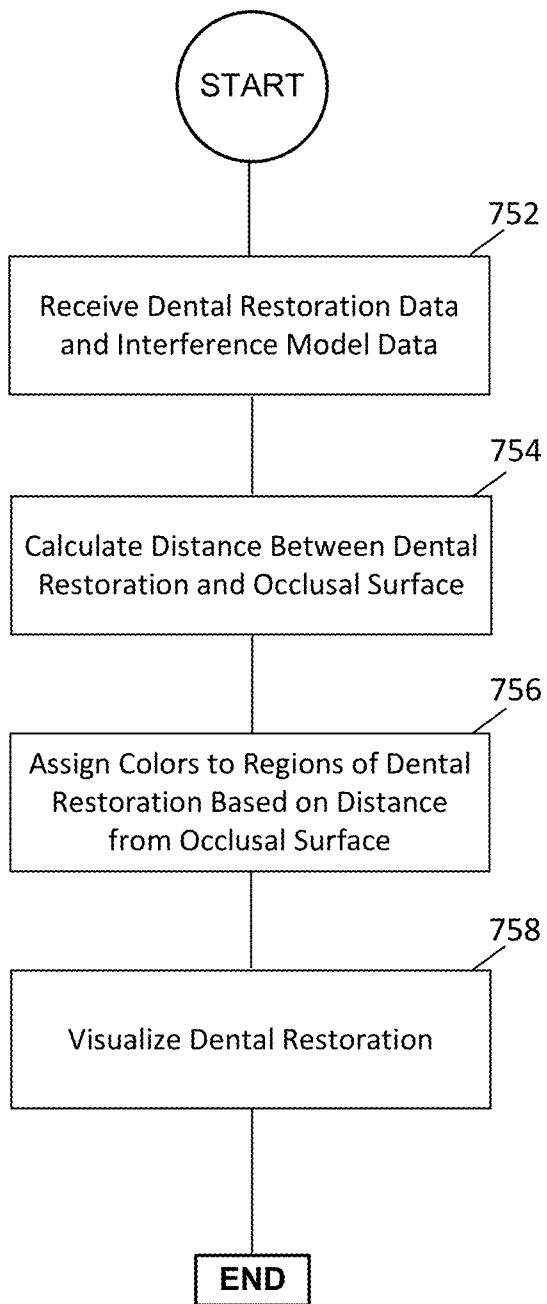 START
752
Receive Dental Restoration Data
and Interference Model Data
754
Calculate Distance Between Dental
Restoration and Occlusal Surface
756
Assign Colors to Regions of Dental
Restoration Based on Distance
from Occlusal Surface
758
Visualize Dental Restoration
END